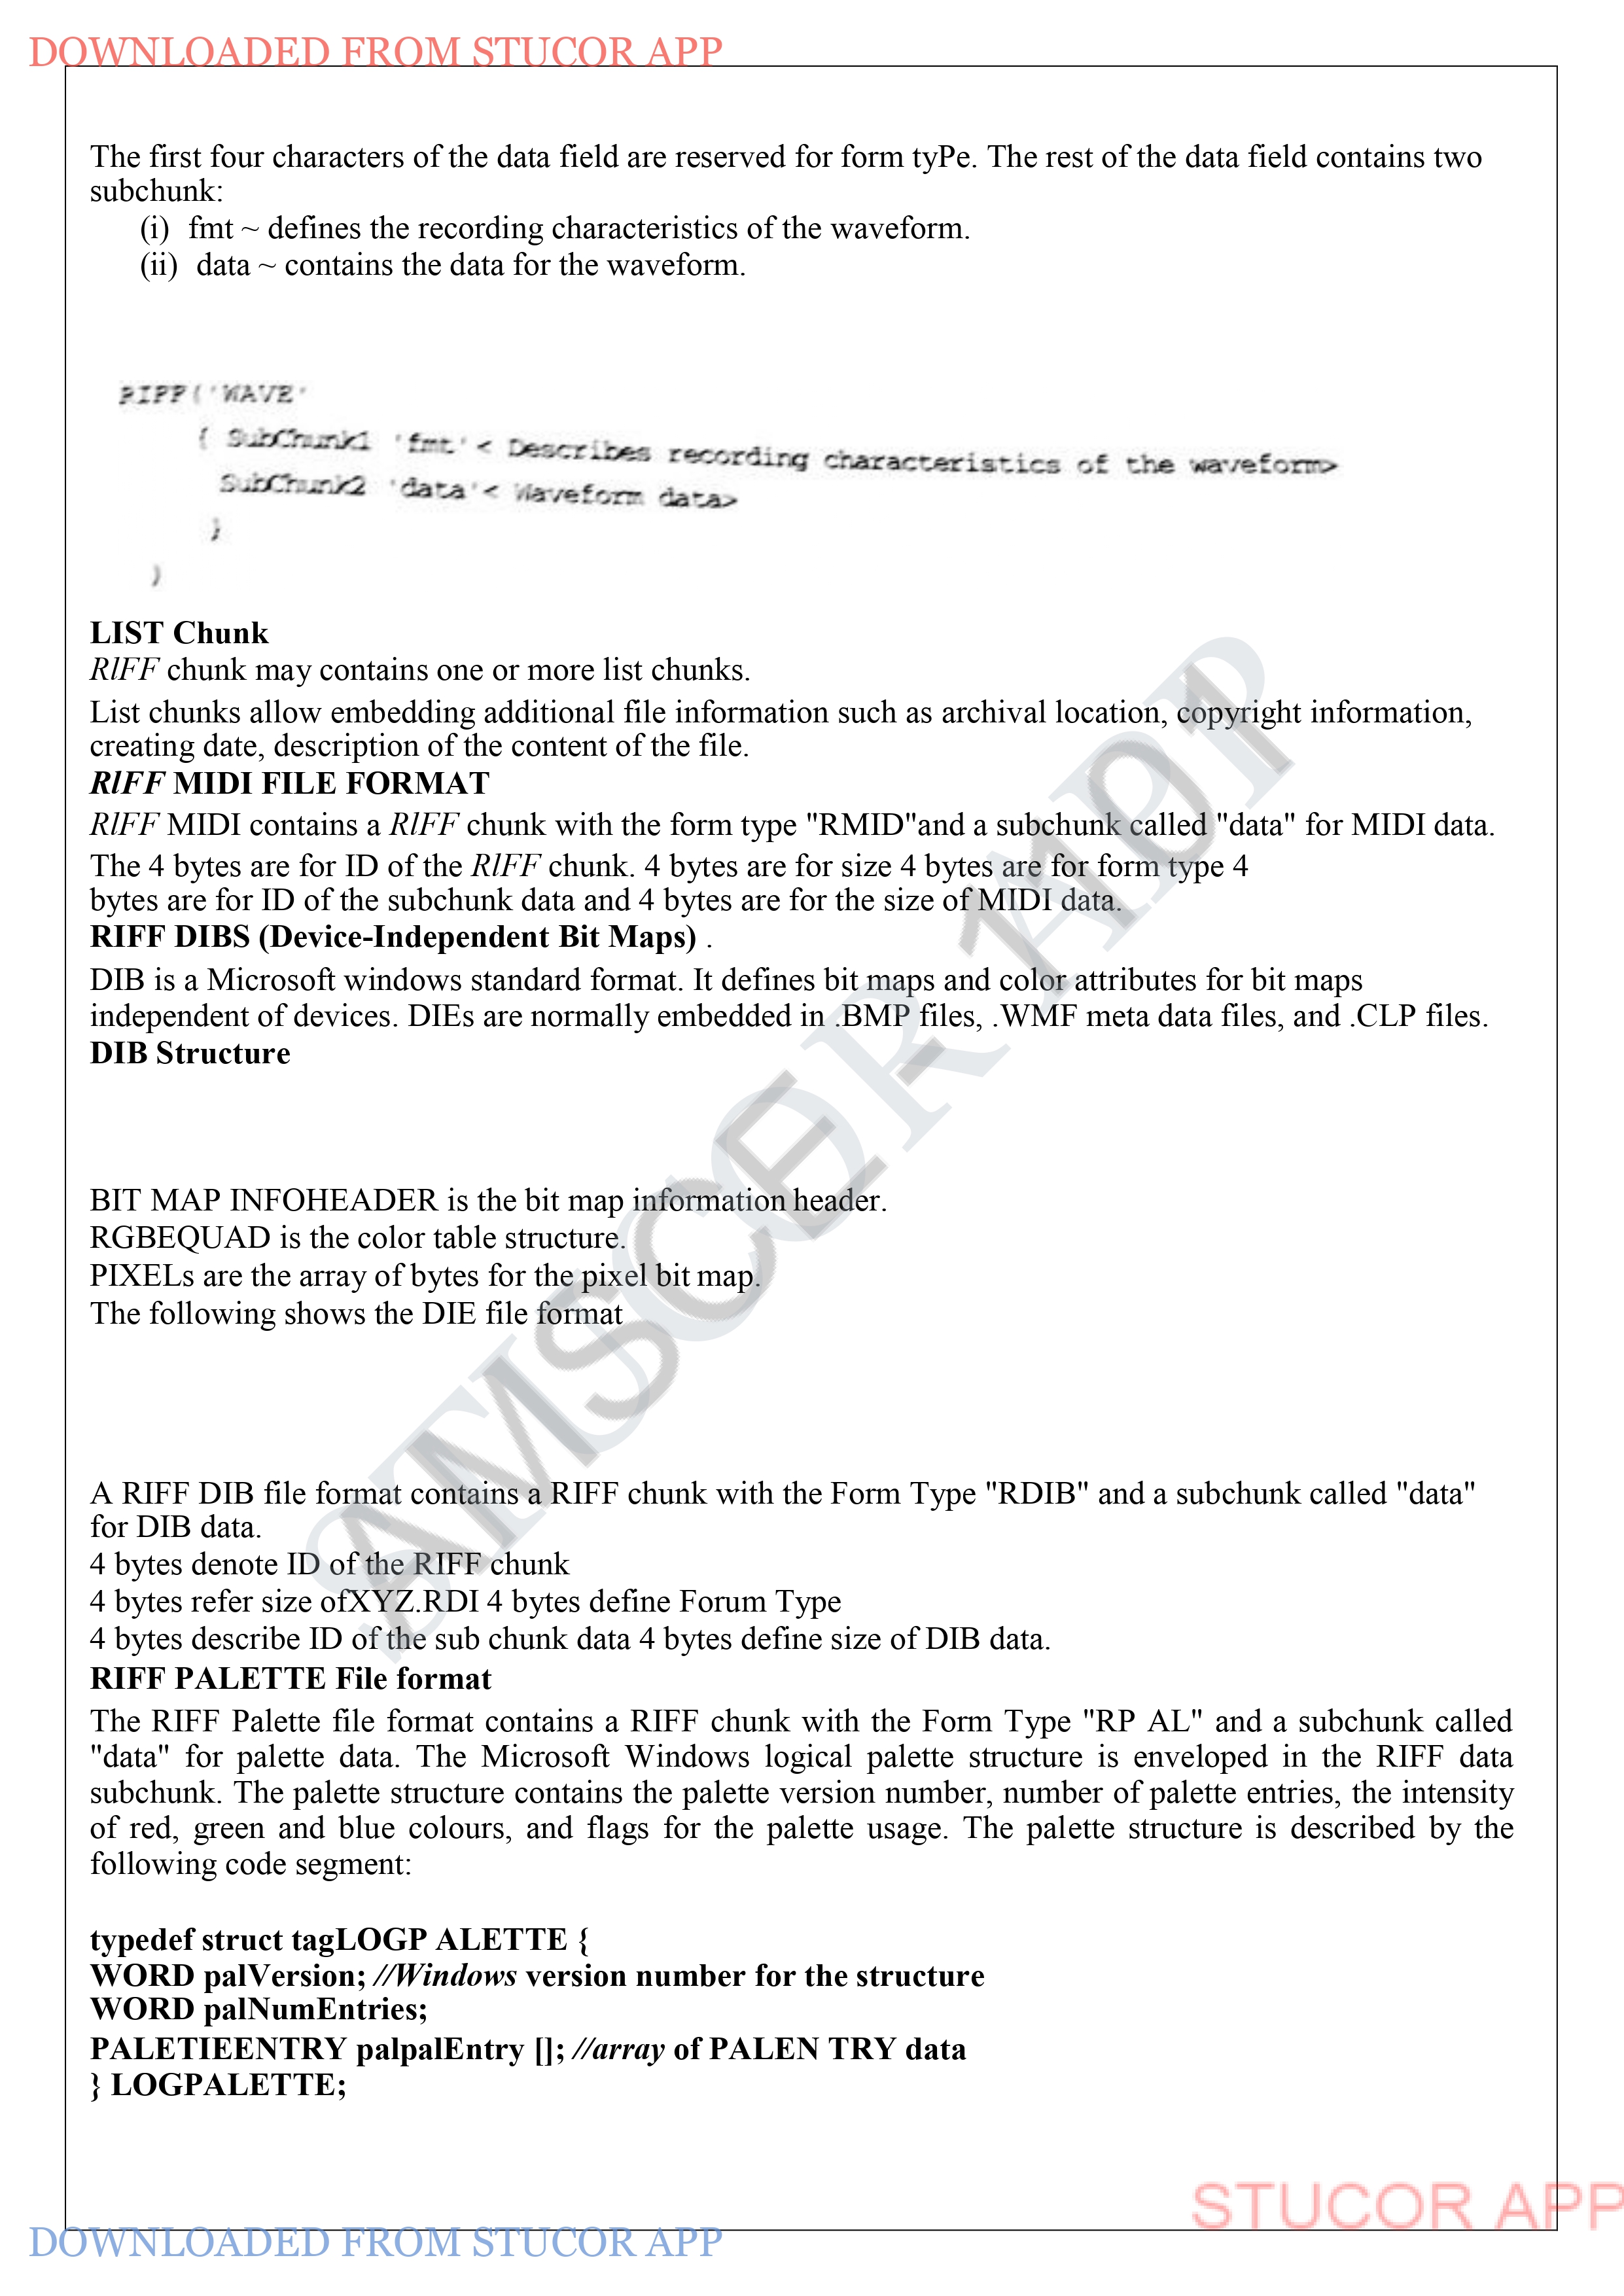 DOWNLOADED FROM STUCOR APP
The first four characters of the data field are reserved for form tyPe. The rest of the data field contains two
subchunk:
(i) fmt ~ defines the recording characteristics of the waveform.
(ii) data ~ contains the data for the waveform.
RIFF('WAVE'
{ SubChunk1 'fmt'< Describes recording characteristics of the waveform>
SubChunk2 'data'< Waveform data>
}
)
LIST Chunk
RlFF chunk may contains one or more list chunks.
List chunks allow embedding additional file information such as archival location, copyright information,
creating date, description of the content of the file.
RlFF MIDI FILE FORMAT
RlFF MIDI contains a RlFF chunk with the form type "RMID"and a subchunk called "data" for MIDI data.
The 4 bytes are for ID of the RlFF chunk. 4 bytes are for size 4 bytes are for form type 4
bytes are for ID of the subchunk data and 4 bytes are for the size of MIDI data.
RIFF DIBS (Device-Independent Bit Maps) .
DIB is a Microsoft windows standard format. It defines bit maps and color attributes for bit maps
independent of devices. DIEs are normally embedded in .BMP files, .WMF meta data files, and .CLP files.
DIB Structure
BIT MAP INFOHEADER is the bit map information header.
RGBEQUAD is the color table structure.
PIXELs are the array of bytes for the pixel bit map.
The following shows the DIE file format
A RIFF DIB file format contains a RIFF chunk with the Form Type "RDIB" and a subchunk called "data"
for DIB data.
4 bytes denote ID of the RIFF chunk
4 bytes refer size ofXYZ.RDI 4 bytes define Forum Type
4 bytes describe ID of the sub chunk data 4 bytes define size of DIB data.
RIFF PALETTE File format
The RIFF Palette file format contains a RIFF chunk with the Form Type "RP AL" and a subchunk called
"data" for palette data. The Microsoft Windows logical palette structure is enveloped in the RIFF data
subchunk. The palette structure contains the palette version number, number of palette entries, the intensity
of red, green and blue colours, and flags for the palette usage. The palette structure is described by the
following code segment:
typedef struct tagLOGP ALETTE {
WORD palVersion; //Windows version number for the structure
WORD palNumEntries;
PALETIEENTRY palpalEntry []; //array of PALEN TRY data
} LOGPALETTE;
AMSCE - 1101
STUCOR APP
STUCOR APP
DOWNLOADED FROM STUCOR APP